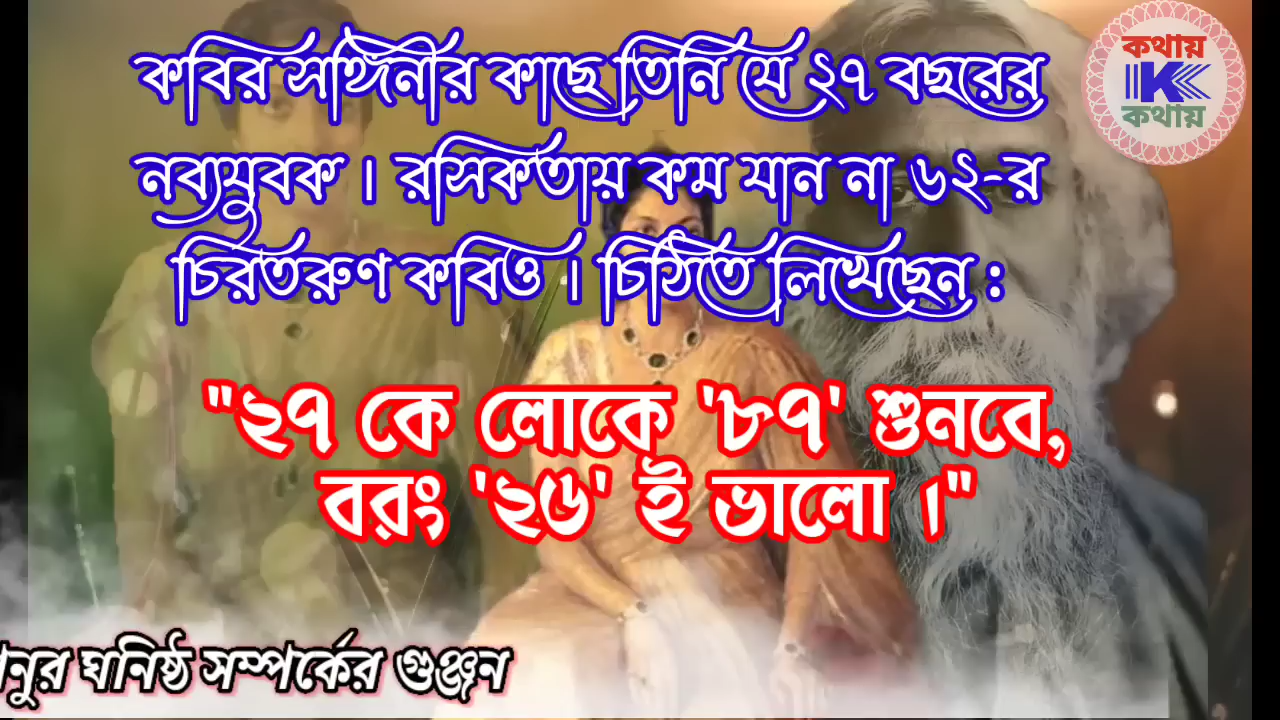 কবির সঙ্গিনীর কাছে তিনি যে ২৭ বছরের
নব্যযুবক । রসিকতায় কম যান না ৬২-র
চিরতরুণ কবিও । চিঠিতে লিখেছেন :
"২৭ কে লোকে '৮৭' শুনবে,
বরং '২৬' ই ভালো ।"
নুর ঘনিষ্ঠ সম্পর্কের গুঞ্জন
কথায়
K
কথায়